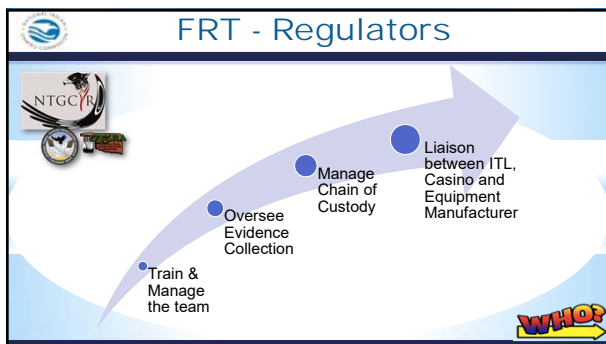 FRT - Regulators
NTGC R
Train &
Manage
the team
Oversee
Evidence
Collection
Manage
Chain of
Custody
Liaison
between ITL,
Casino and
Equipment
Manufacturer
WHO?